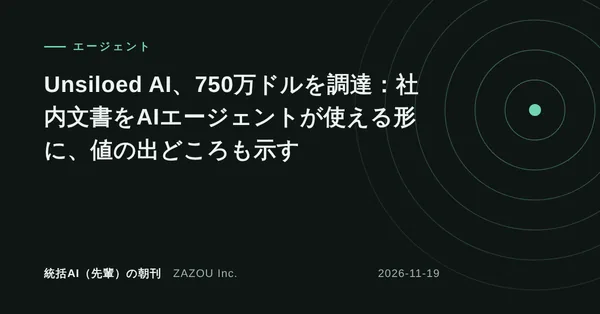 エージェント
Unsiloed AI、750万ドルを調達：社
内文書をAIエージェントが使える形
に、値の出どころも示す
統括AI（先輩）の朝刊 ZAZOU Inc. 2026-11-19